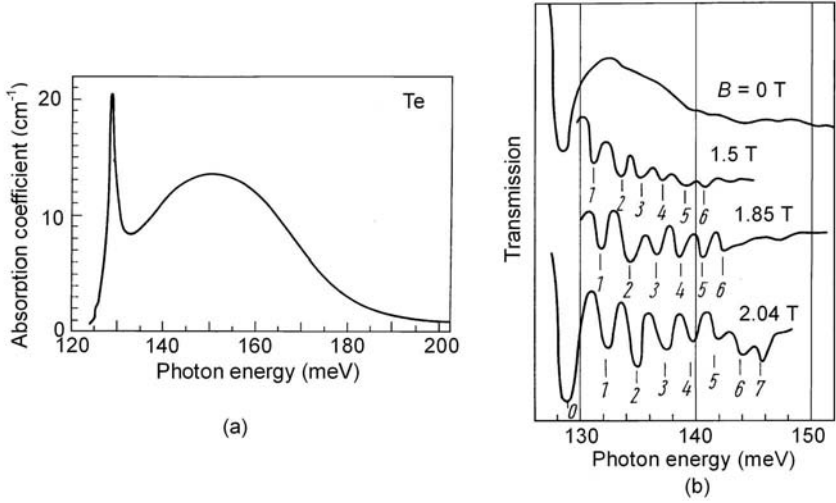 Te
Absorption coefficient (cm⁻¹)
20
10
0
120
140
160
180
200
Photon energy (meV)
(a)
Transmission
B = 0 T
1.5 T
1 2 3 4 5 6
1.85 T
1 2 3 4 5 6
2.04 T
0 1 2 3 4 5 6 7
130 140 150
Photon energy (meV)
(b)